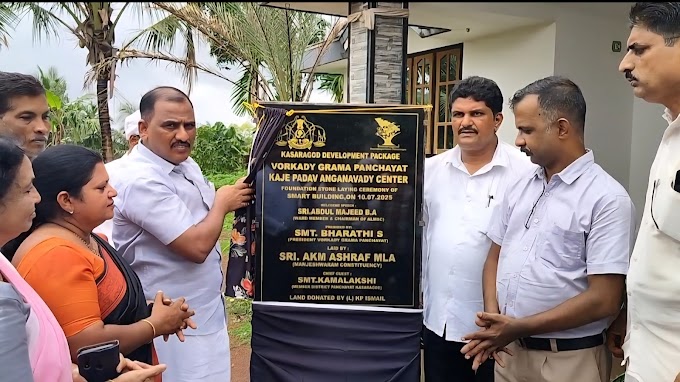 KASARAGOD DEVELOPMENT PACKAGE
VORKADY GRAMA PANCHAYAT
KAJE PADAV ANGANAVADY CENTER
FOUNDATION STONE LAYING CEREMONY OF
SMART BUILDING,ON 10.07.2025
WELCOME SPEECH :
SRI.ABDUL MAJEED B.A
(WARD MEMBER & CHAIRMAN OF ALMSC)
PRESIDED BY
SMT. BHARATHI S
(PRESIDENT VORKADY GRAMA PANCHAYAT)
LAID BY
SRI. AKM ASHRAF MLA
(MANJESHWARAM CONSTITUENCY)
CHIEF GUEST :
SMT.KAMALAKSHI
(MEMBER DISTRICT PANCHAYAT KASARAGOD)
LAND DONATED BY (L) KP ISMAIL